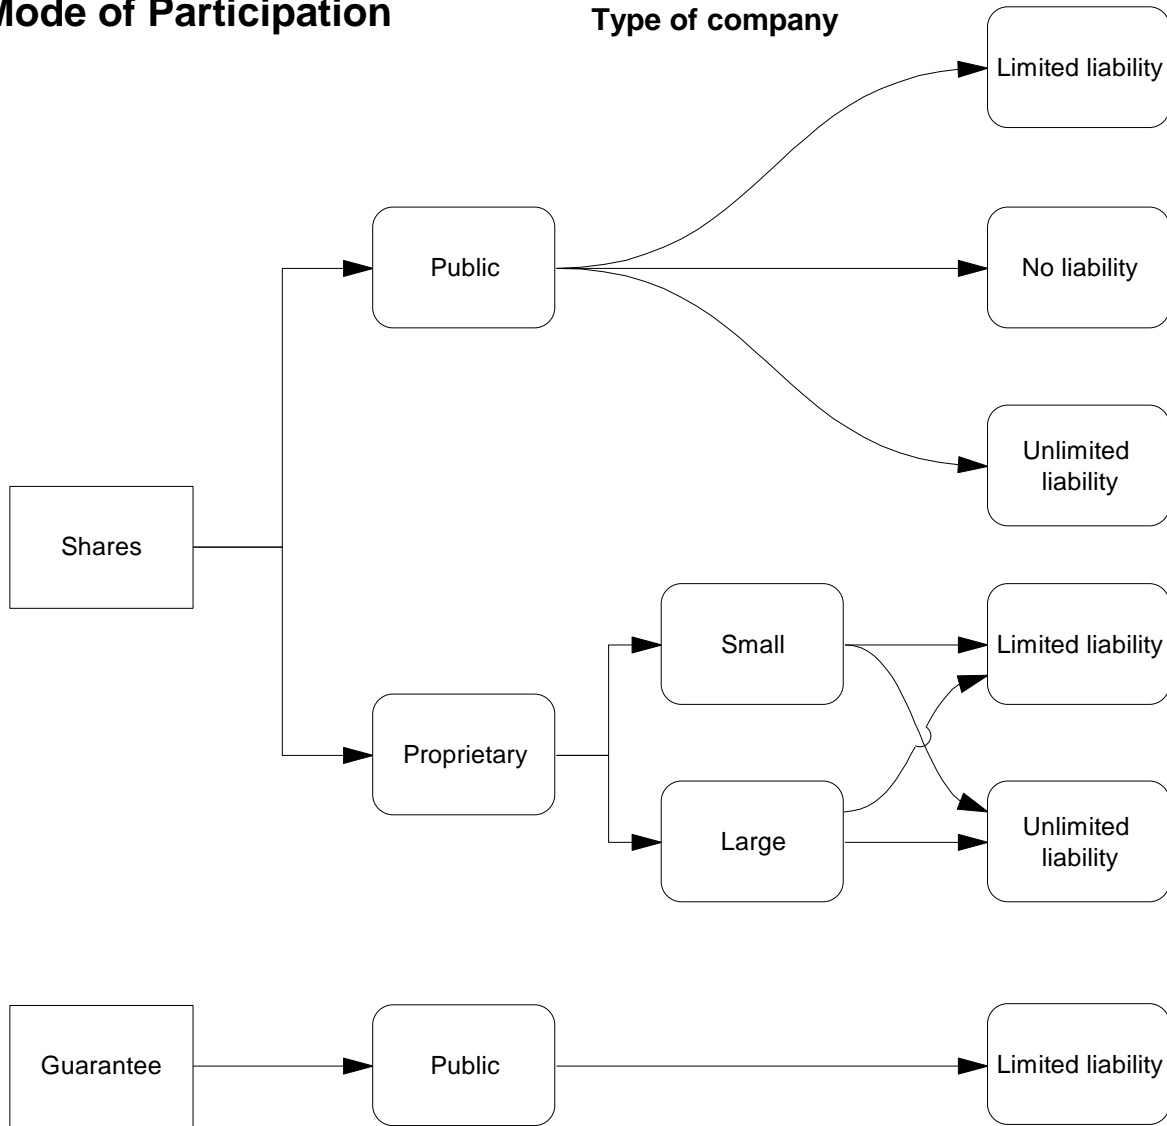 Mode of Participation
Type of company
Limited liability
Public
No liability
Unlimited
liability
Shares
Small
Limited liability
Proprietary
Large
Unlimited
liability
Guarantee
Public
Limited liability